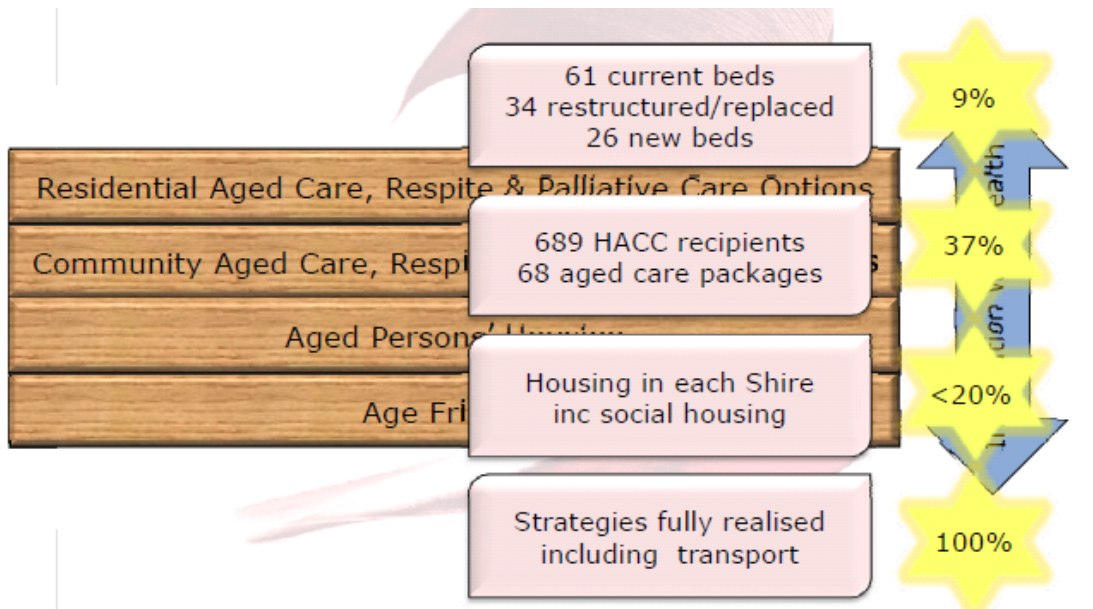 61 current beds
34 restructured/replaced
26 new beds
9%
Residential Aged Care, Respite & Palliative Care Options
689 HACC recipients
68 aged care packages
37%
Community Aged Care,
Aged Persons’
Housing in each Shire
inc social housing
<20%
Age
Strategies fully realised
including transport
100%